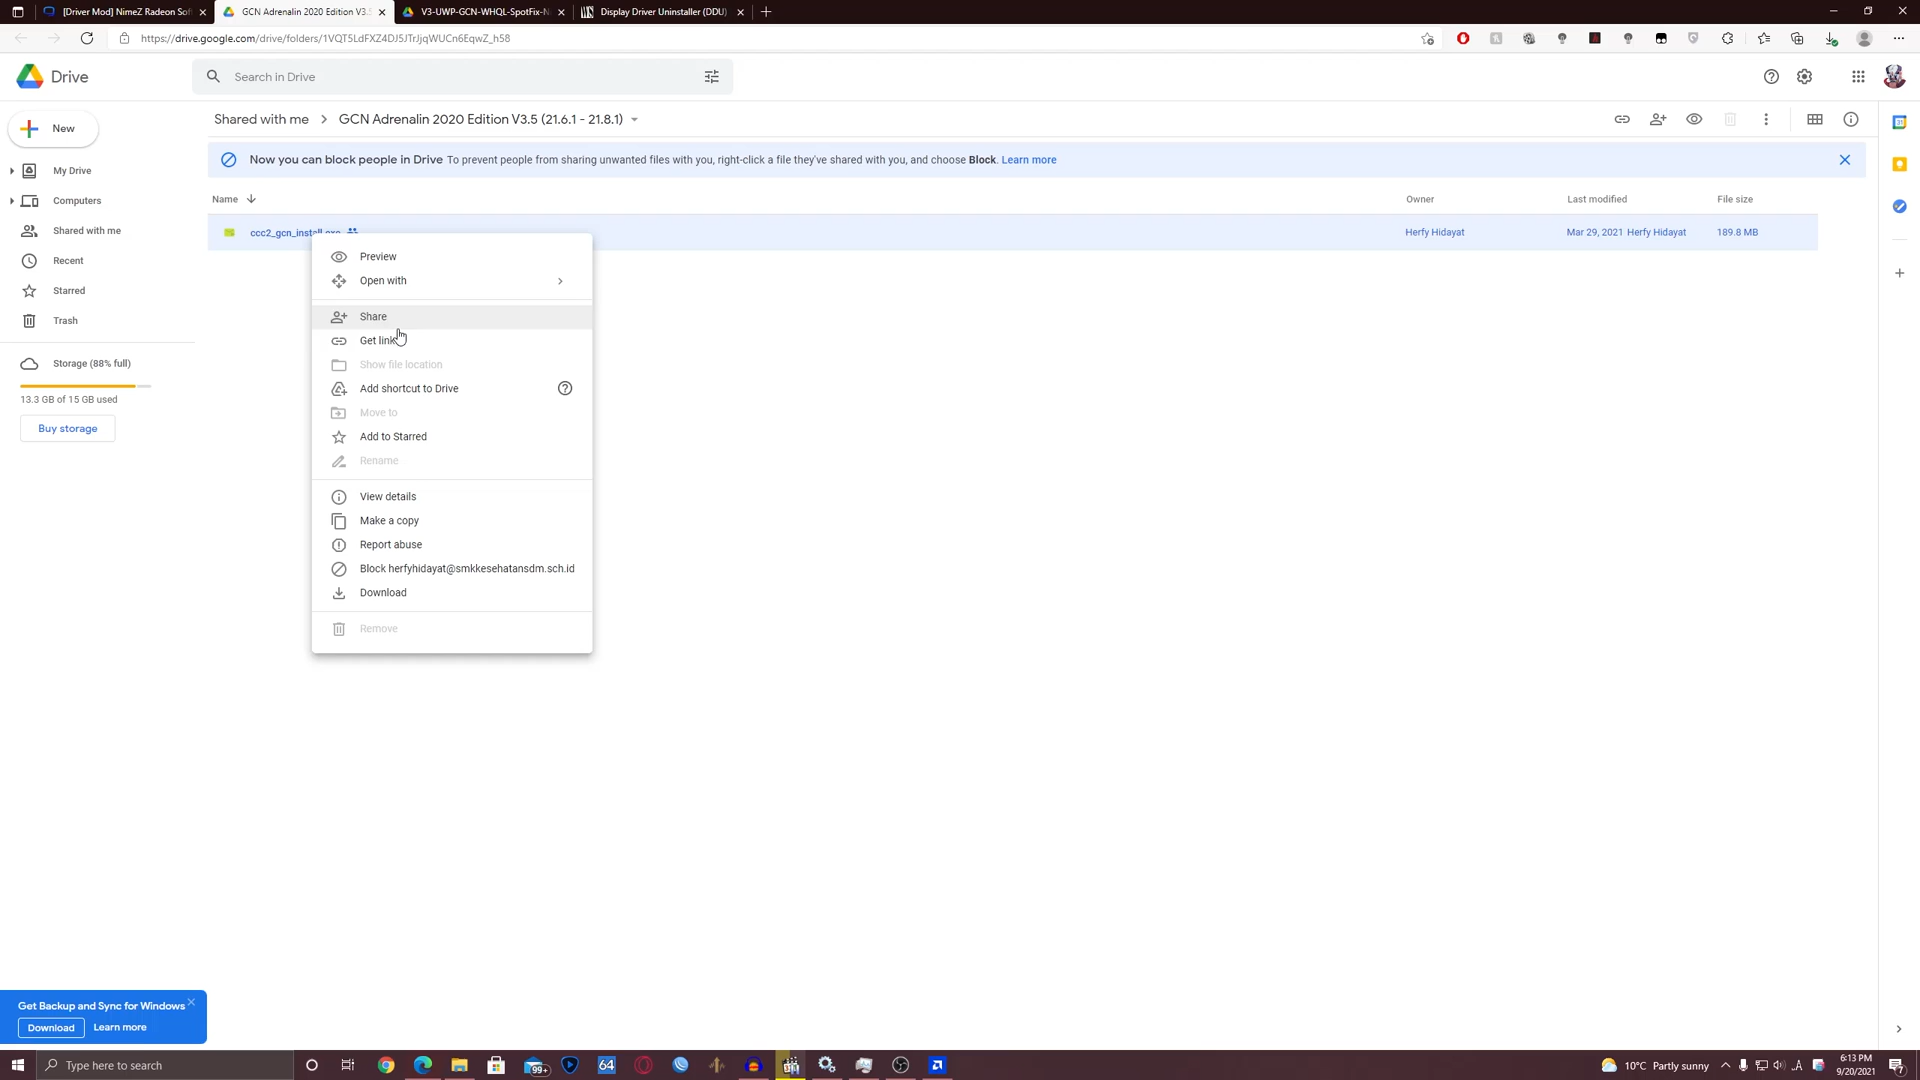 [Driver Mod] NimeZ Radeon Soft
GCN Adrenalin 2020 Edition V3.5
V3-UWP-GCN-WHQL-SpotFix-N
Display Driver Uninstaller (DDU)
https://drive.google.com/drive/folders/1VQT5LdFXZ4DJ5JTrJjqWUCn6EqwZ_h58
Drive
Search in Drive
New
Shared with me > GCN Adrenalin 2020 Edition V3.5 (21.6.1 - 21.8.1)
Now you can block people in Drive To prevent people from sharing unwanted files with you, right-click a file they've shared with you, and choose Block. Learn more
Name
Owner
Last modified
File size
ccc2_gcn_install.exe
Herfy Hidayat
Mar 29, 2021 Herfy Hidayat
189.8 MB
My Drive
Computers
Shared with me
Recent
Starred
Trash
Storage (88% full)
13.3 GB of 15 GB used
Buy storage
Preview
Open with
Share
Get link
Show file location
Add shortcut to Drive
Move to
Add to Starred
Rename
View details
Make a copy
Report abuse
Block herfyhidayat@smkkesehatansdm.sch.id
Download
Remove
Get Backup and Sync for Windows
Download
Learn more
Type here to search
99+
64
10°C Partly sunny
6:13 PM
9/20/2021
7
31